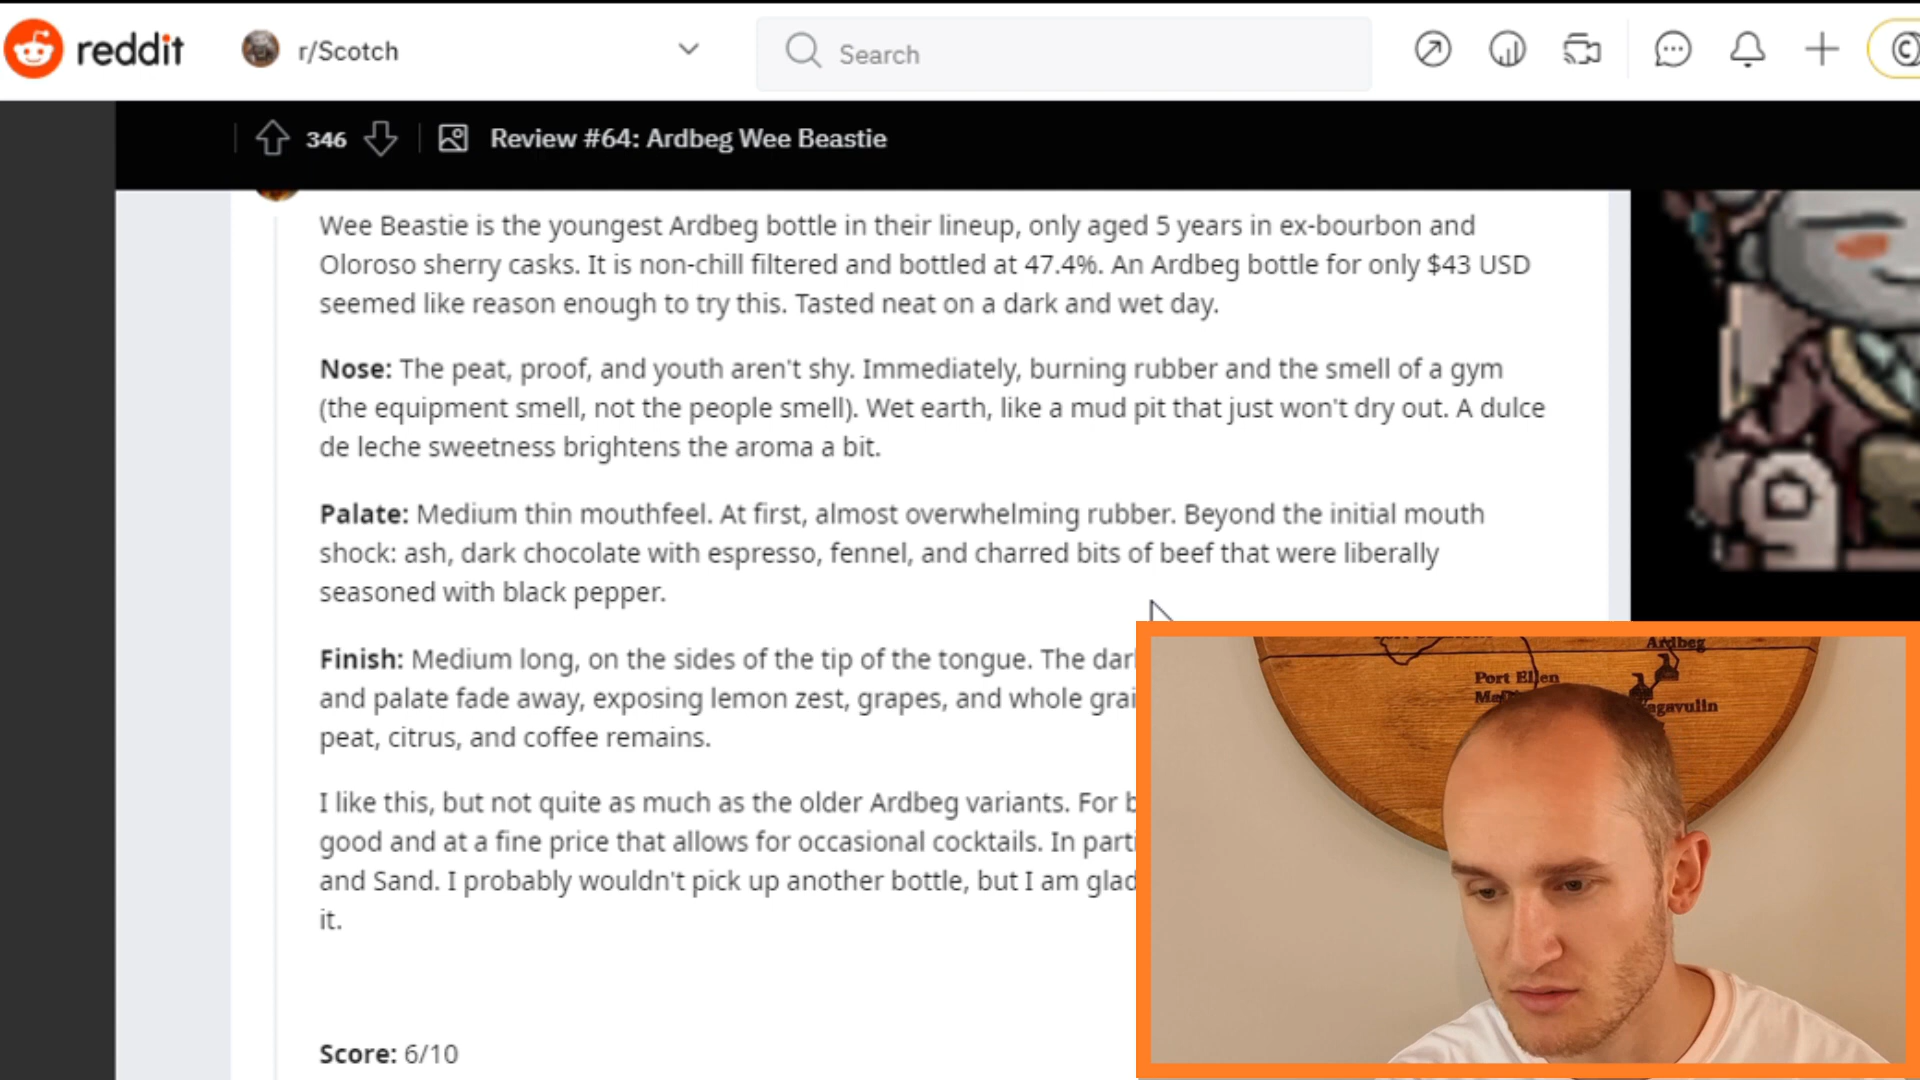 reddit r/Scotch Search
346 Review #64: Ardbeg Wee Beastie
Wee Beastie is the youngest Ardbeg bottle in their lineup, only aged 5 years in ex-bourbon and
Oloroso sherry casks. It is non-chill filtered and bottled at 47.4%. An Ardbeg bottle for only $43 USD
seemed like reason enough to try this. Tasted neat on a dark and wet day.
Nose: The peat, proof, and youth aren't shy. Immediately, burning rubber and the smell of a gym
(the equipment smell, not the people smell). Wet earth, like a mud pit that just won't dry out. A dulce
de leche sweetness brightens the aroma a bit.
Palate: Medium thin mouthfeel. At first, almost overwhelming rubber. Beyond the initial mouth
shock: ash, dark chocolate with espresso, fennel, and charred bits of beef that were liberally
seasoned with black pepper.
Finish: Medium long, on the sides of the tip of the tongue. The
and palate fade away, exposing lemon zest, grapes, and whole
peat, citrus, and coffee remains.
I like this, but not quite as much as the older Ardbeg variants. For
good and at a fine price that allows for occasional cocktails. In
and Sand. I probably wouldn't pick up another bottle, but I am glad
it.
Score: 6/10
Ardbeg
Port Ellen